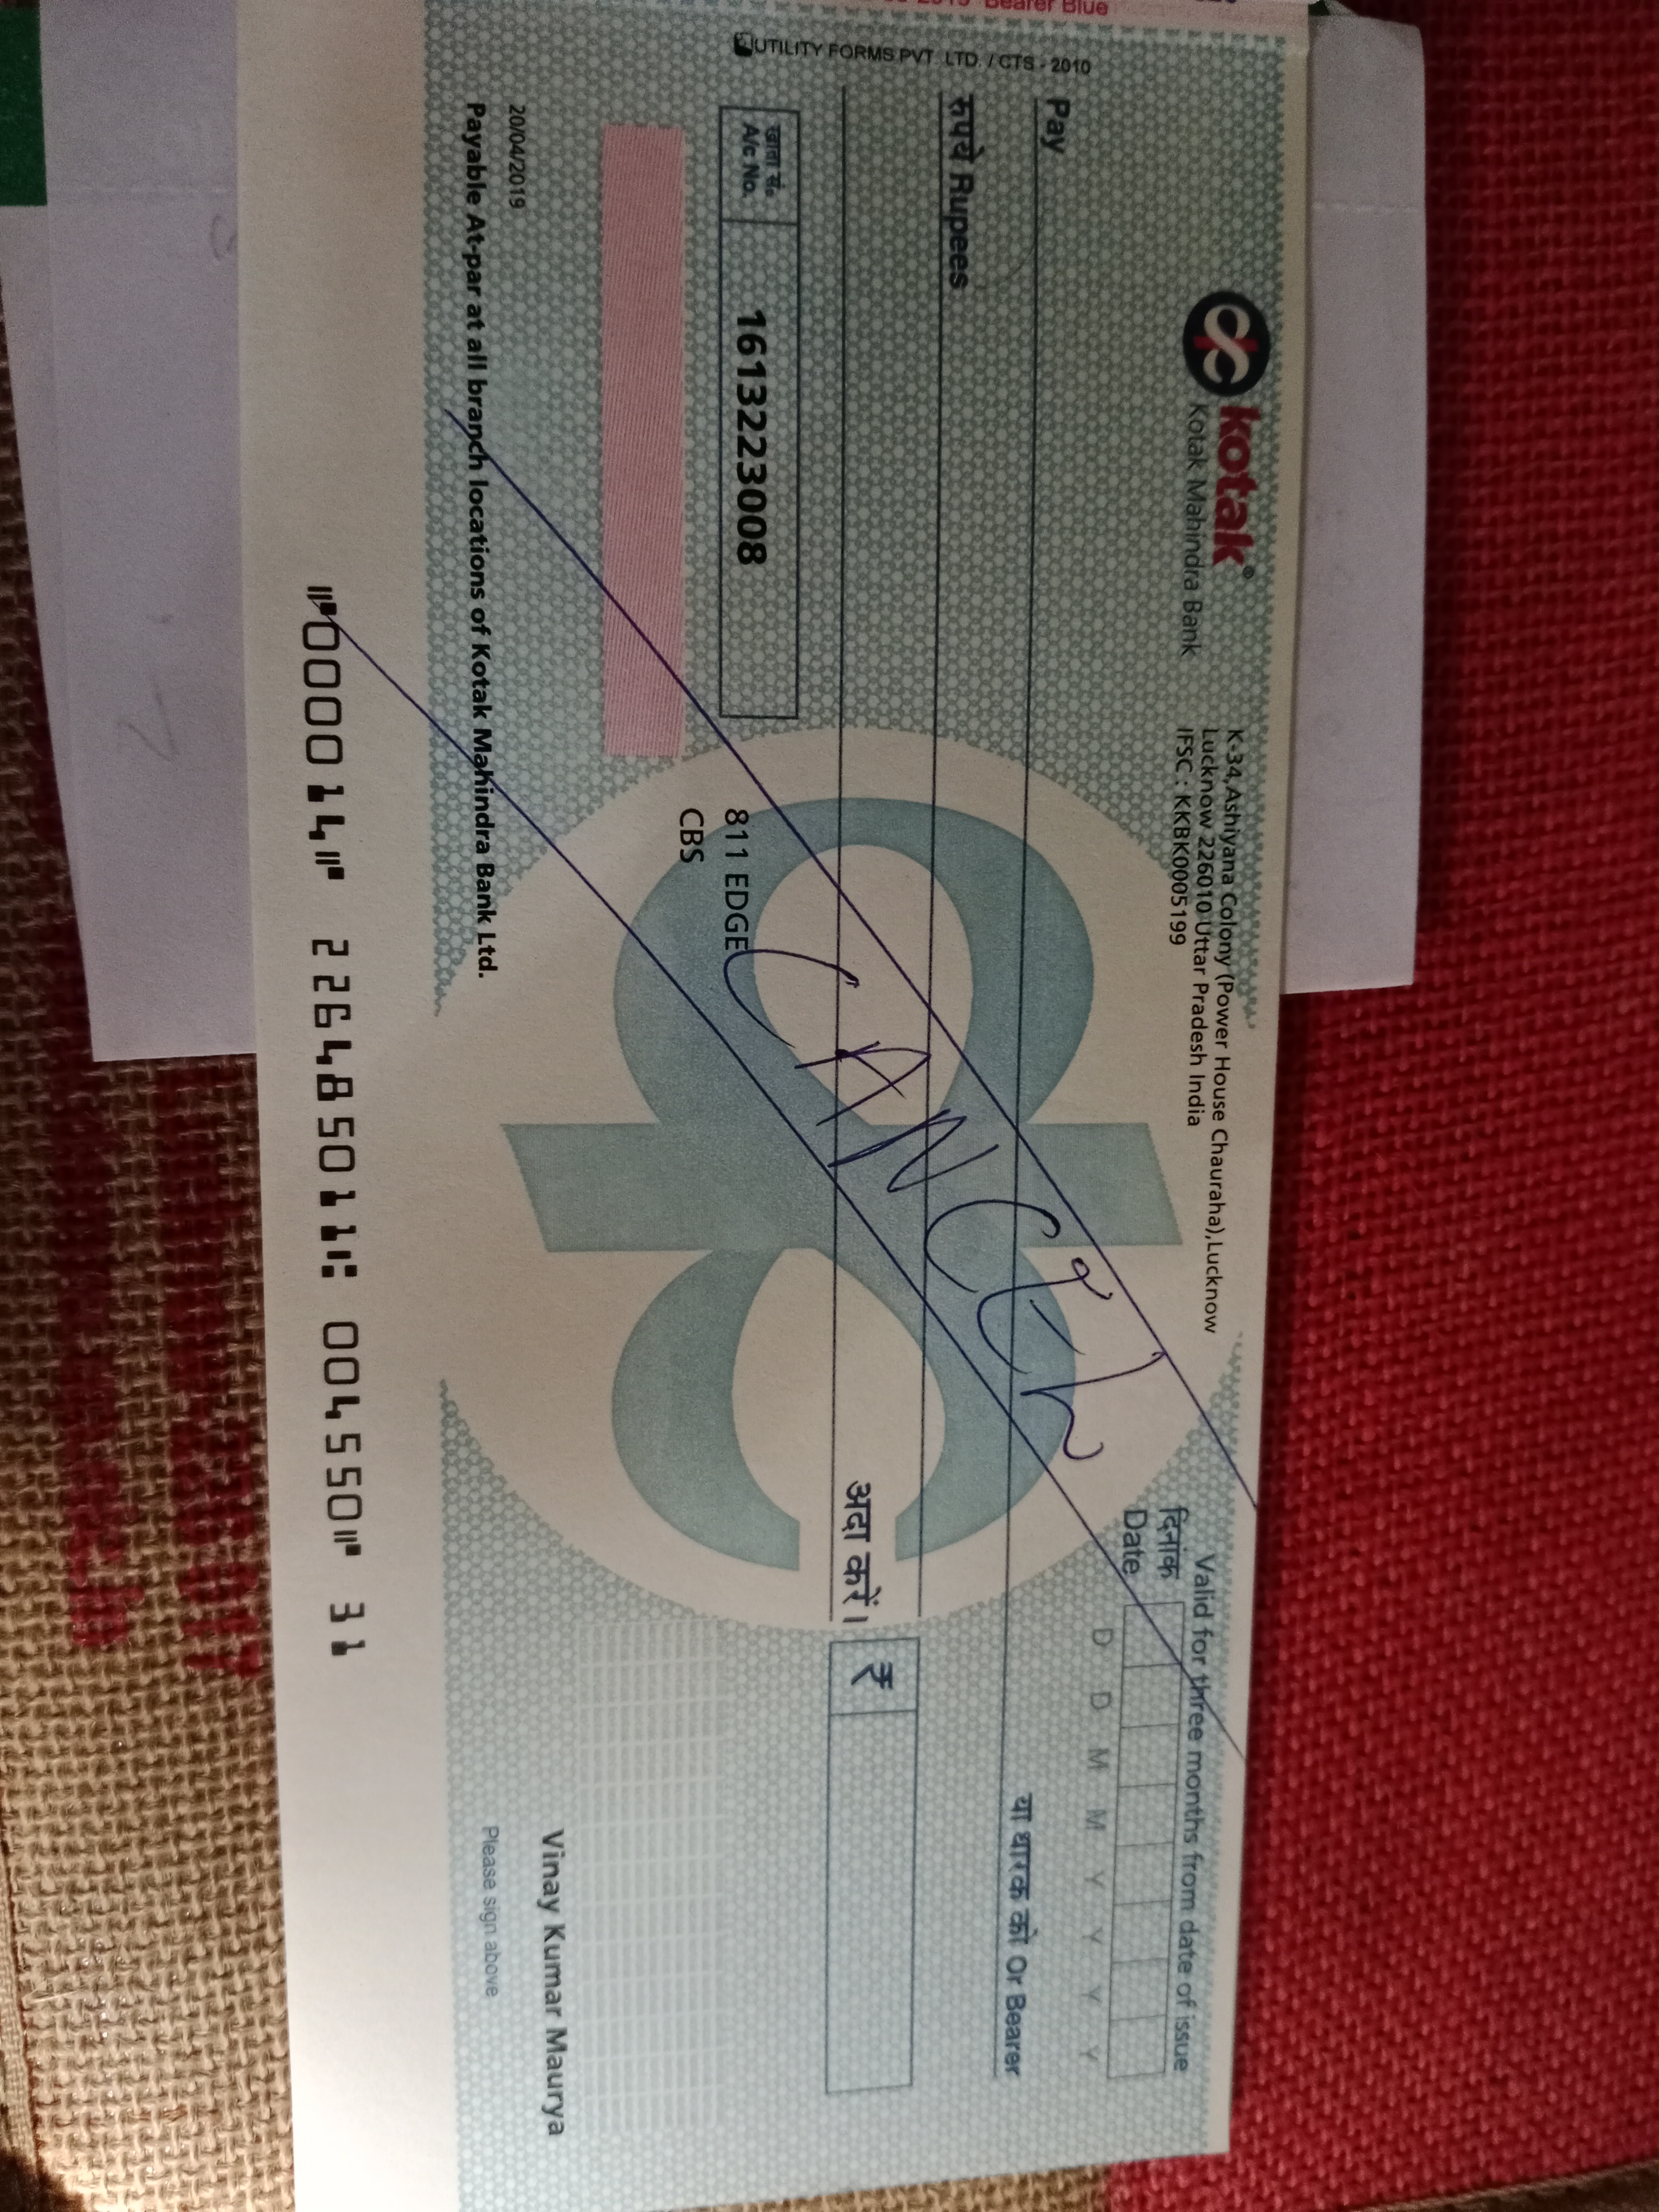 Bearer Blue
UTILITY FORMS PVT. LTD. / CTS - 2010
kotak®
Kotak Mahindra Bank
K-34,Ashiyana Colony (Power House Chauraha),Lucknow
Lucknow 226010 Uttar Pradesh India
IFSC : KKBK0005199
Valid for three months from date of issue
दिनांक
Date
D D M M Y Y Y Y
Pay
या धारक को Or Bearer
रुपये Rupees
अदा करें।
₹
खाता सं.
A/c No.
1613223008
811 EDGE
CBS
CANCEL
Vinay Kumar Maurya
20/04/2019
Payable At-par at all branch locations of Kotak Mahindra Bank Ltd.
Please sign above
⑈000014⑈ 226485011⑆ 004550⑈ 31